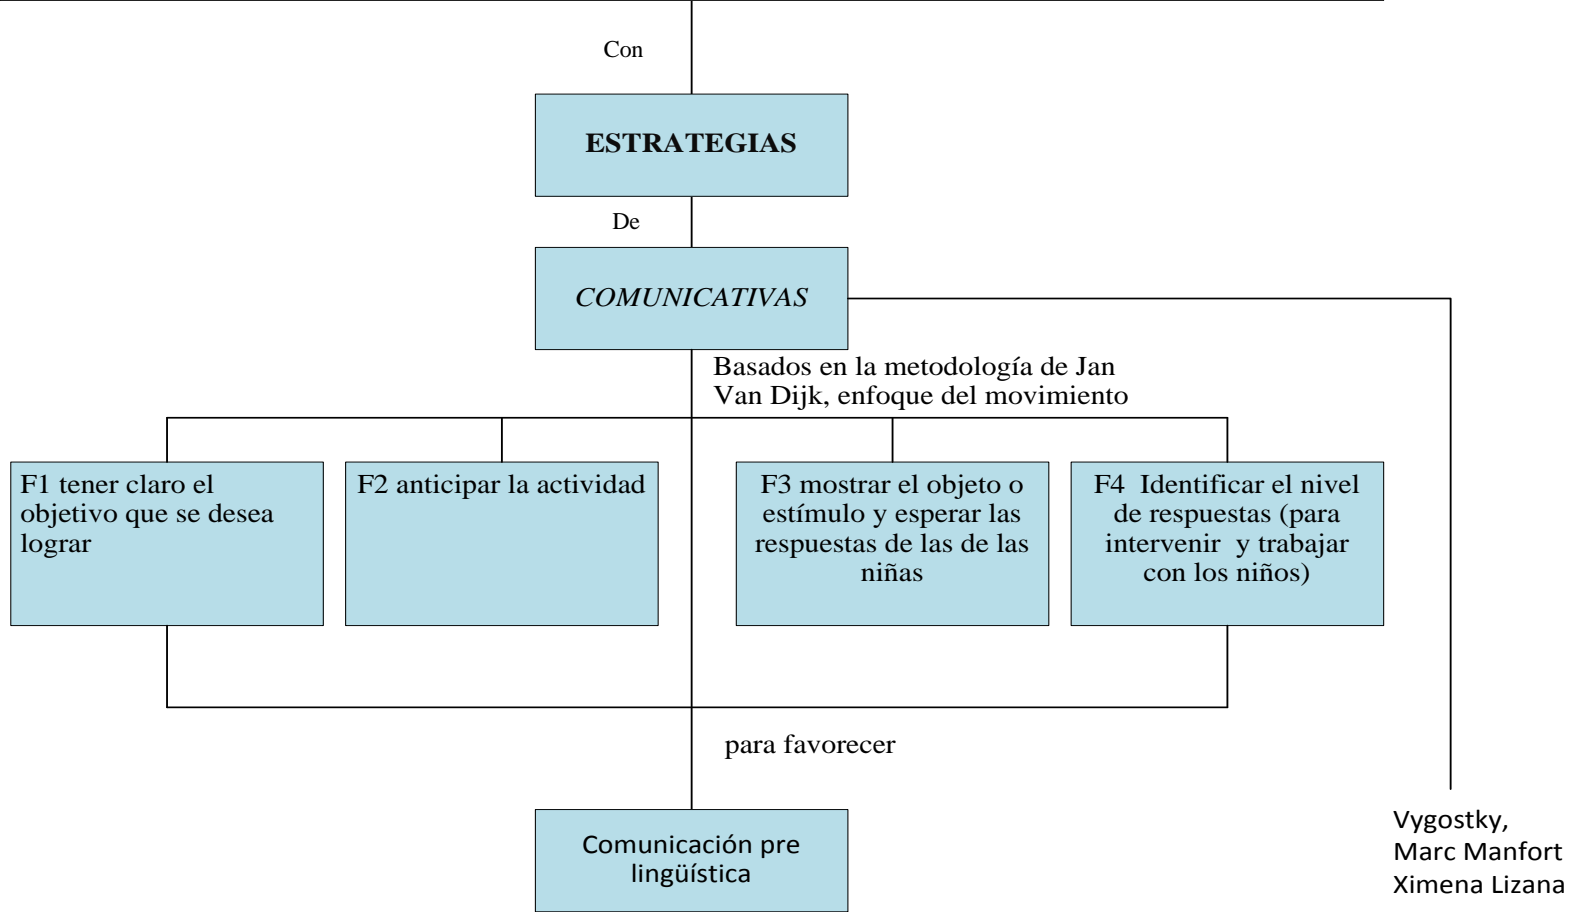 Con
ESTRATEGIAS
De
COMUNICATIVAS
Basados en la metodología de Jan
Van Dijk, enfoque del movimiento
F1 tener claro el
objetivo que se desea
lograr
F2 anticipar la actividad
F3 mostrar el objeto o
estímulo y esperar las
respuestas de las de las
niñas
F4  Identificar el nivel
de respuestas (para
intervenir  y trabajar
con los niños)
para favorecer
Comunicación pre
lingüística
Vygostky,
Marc Manfort
Ximena Lizana